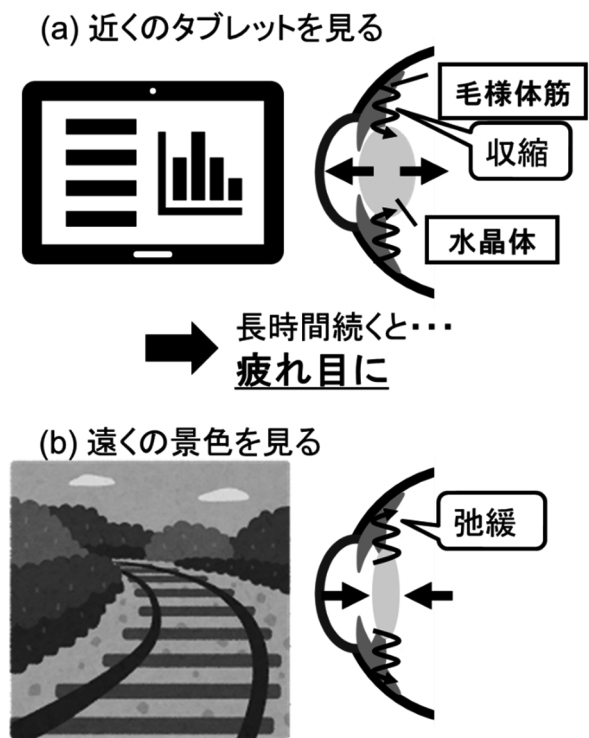 (a) 近くのタブレットを見る
毛様体筋
収縮
水晶体
長時間続くと・・・
疲れ目に
(b) 遠くの景色を見る
弛緩